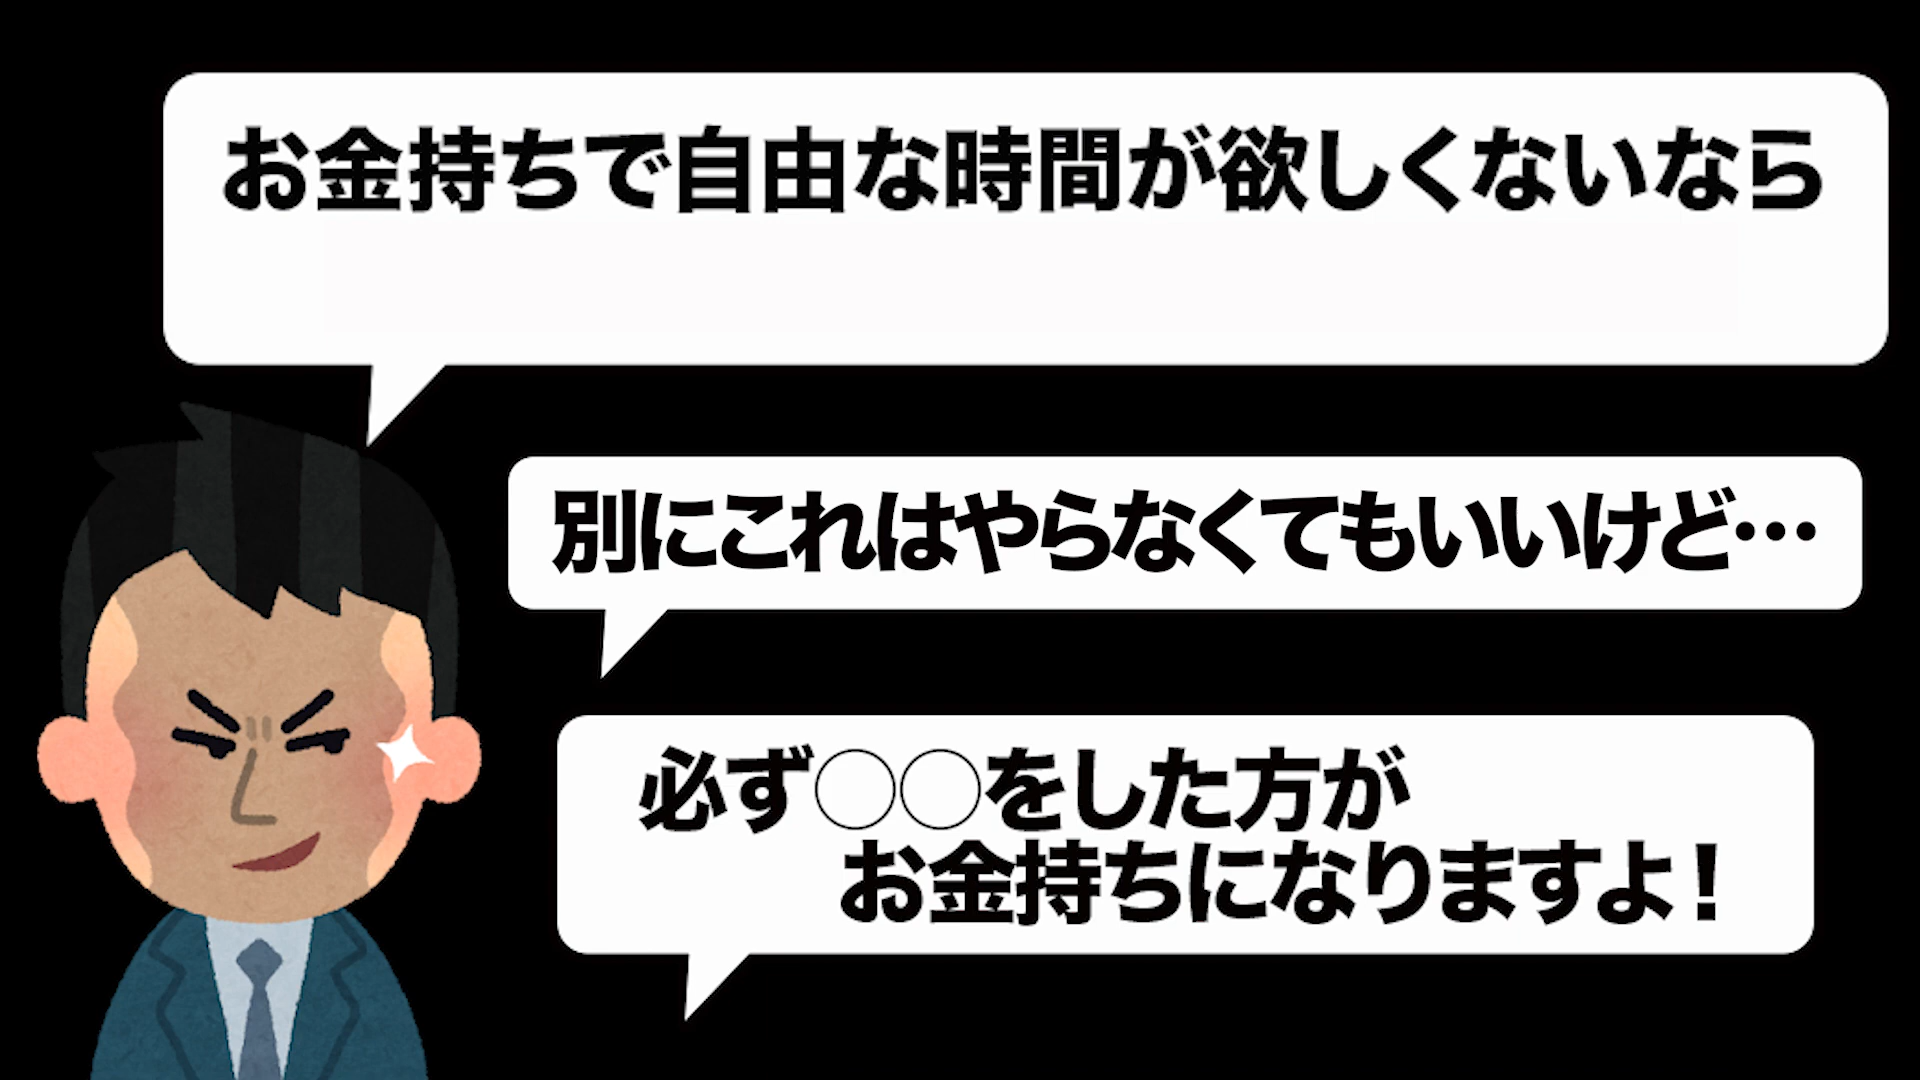 お金持ちで自由な時間が欲しくないなら
別にこれはやらなくてもいいけど…
必ず◯◯をした方が
お金持ちになりますよ！